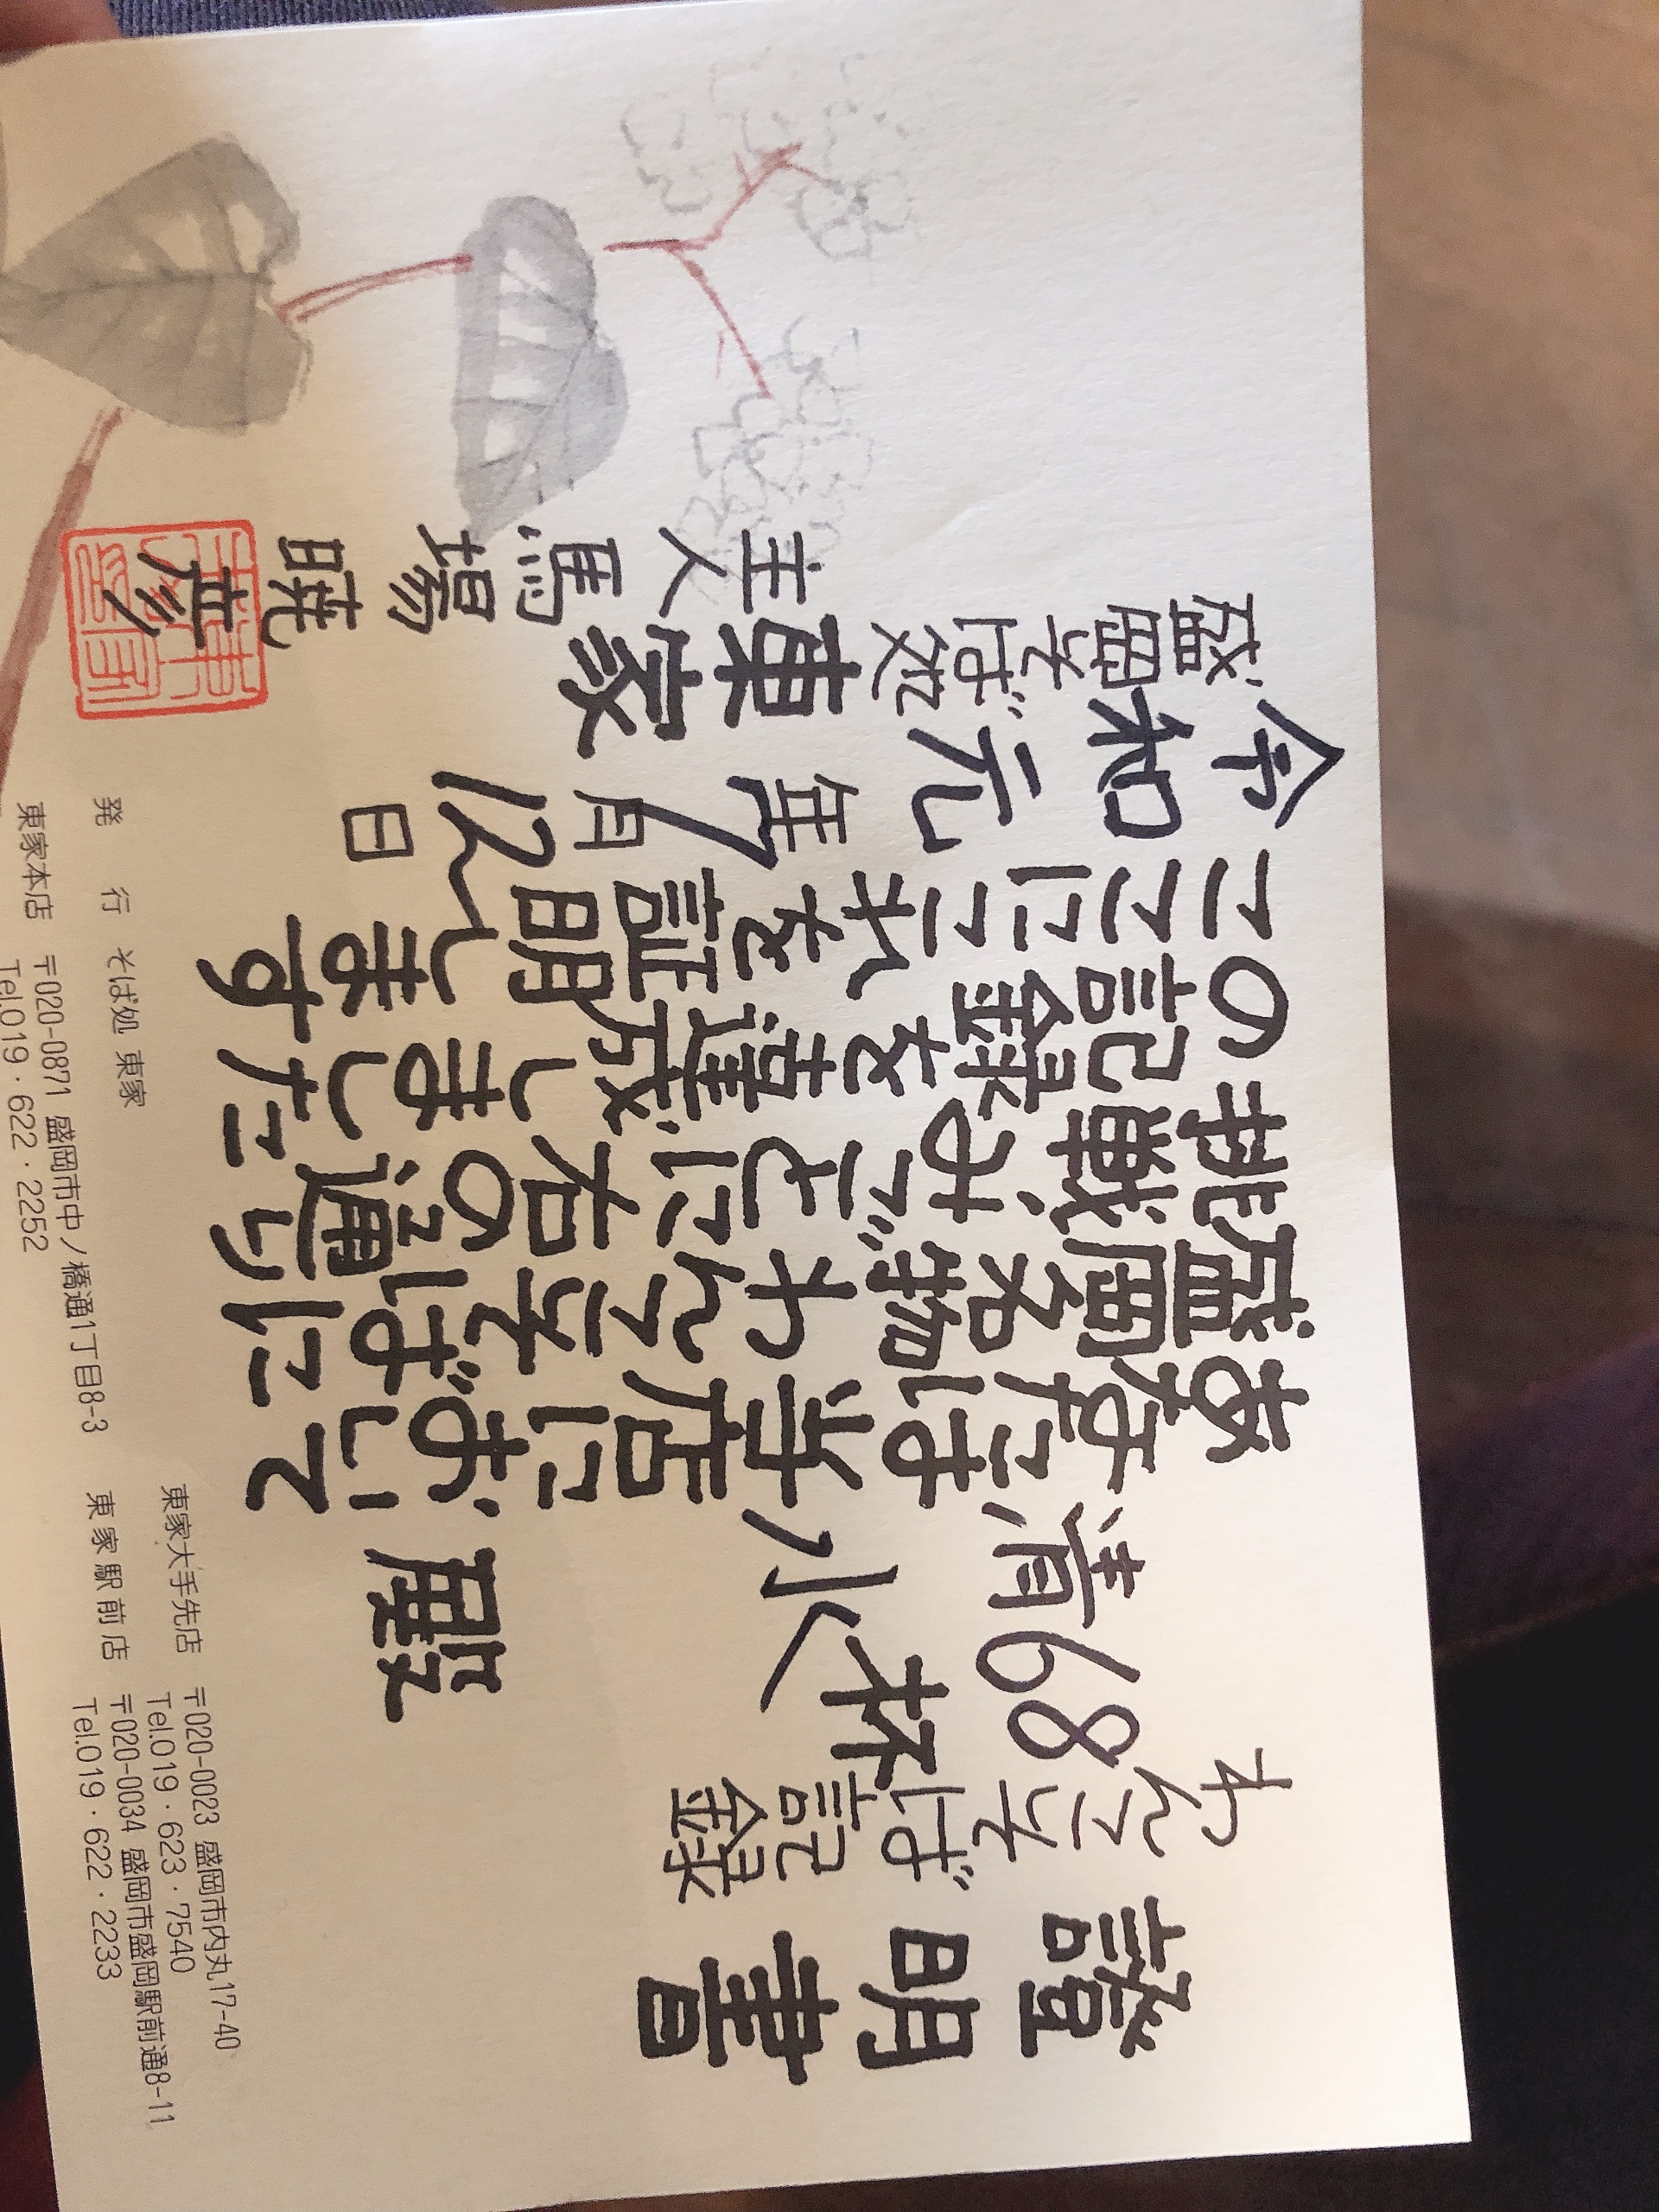 證明書
わんこそば記録
68杯
清水 殿
あなたは当店において
盛岡名物わんこそばに
挑戦、みごとに右の通り
の記録を達成しました
ここにこれを証明します
令和元年7月12日
盛岡そば処 東家
主人 馬場暁彦
東家
発 行 そば処 東家
東家本店 〒020-0871 盛岡市中ノ橋通1丁目8-3
Tel.019・622・2252
東家大手先店 〒020-0023 盛岡市内丸17-40
Tel.019・623・7540
東家駅前店 〒020-0034 盛岡市盛岡駅前通8-11
Tel.019・622・2233